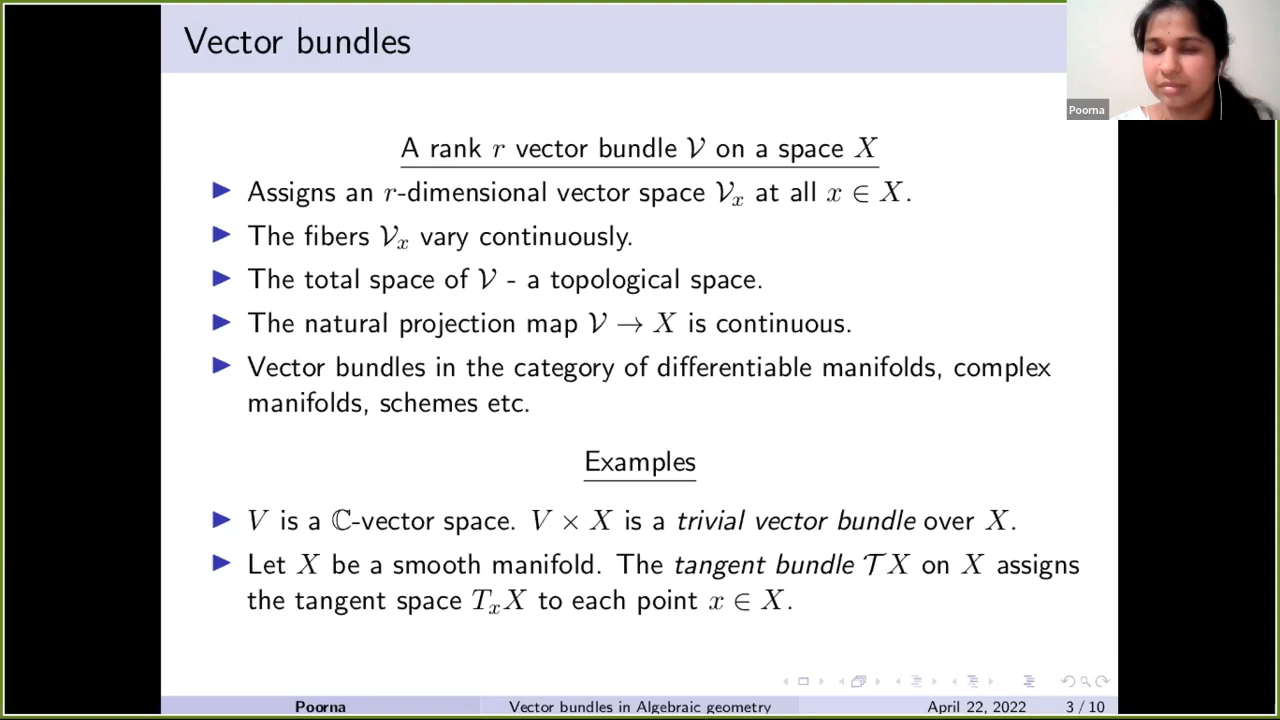 Vector bundles
Poorna
A rank r vector bundle 𝒱 on a space X
Assigns an r-dimensional vector space 𝒱ₓ at all x ∈ X.
The fibers 𝒱ₓ vary continuously.
The total space of 𝒱 - a topological space.
The natural projection map 𝒱 → X is continuous.
Vector bundles in the category of differentiable manifolds, complex
manifolds, schemes etc.
Examples
V is a ℂ-vector space. V × X is a trivial vector bundle over X.
Let X be a smooth manifold. The tangent bundle 𝒯X on X assigns
the tangent space TₓX to each point x ∈ X.
Poorna Vector bundles in Algebraic geometry April 22, 2022 3 / 10